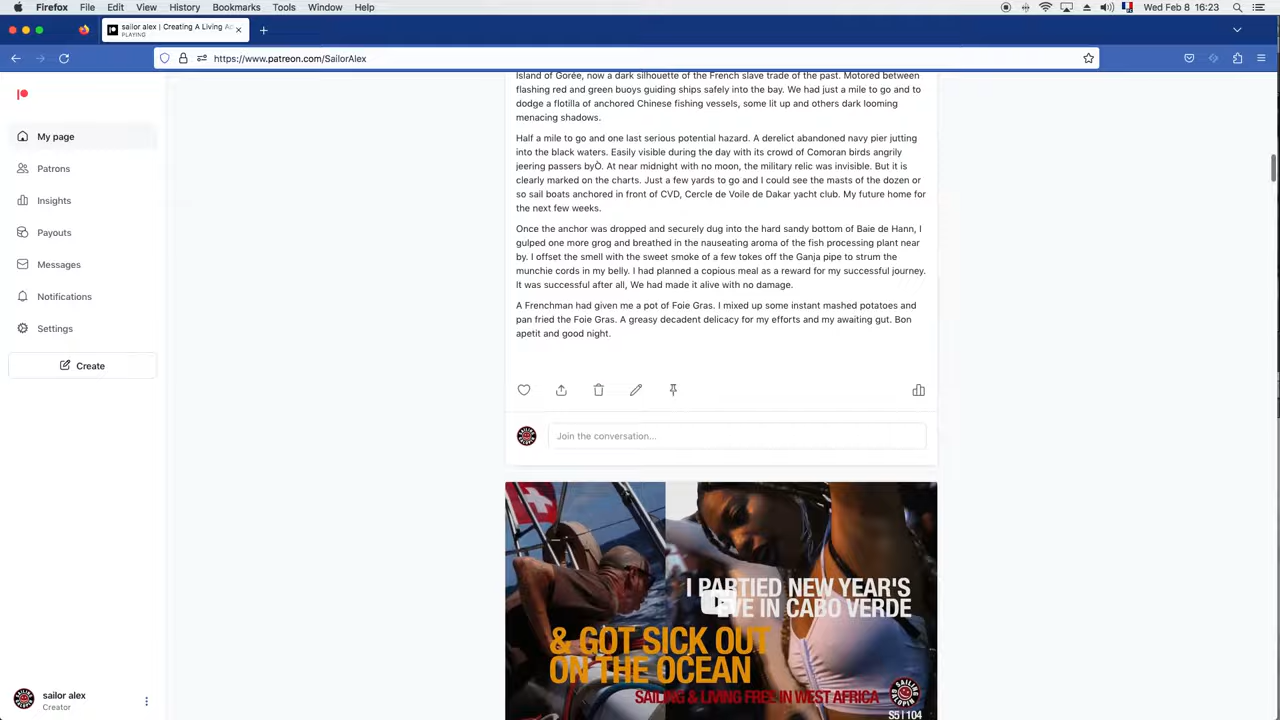 Firefox File Edit View History Bookmarks Tools Window Help Wed Feb 8 16:23
sailor alex | Creating A Living Ad
PLAYING
https://www.patreon.com/SailorAlex
My page
Patrons
Insights
Payouts
Messages
Notifications
Settings
Create
Island of Gorée, now a dark silhouette of the French slave trade of the past. Motored between
flashing red and green buoys guiding ships safely into the bay. We had just a mile to go and to
dodge a flotilla of anchored Chinese fishing vessels, some lit up and others dark looming
menacing shadows.
Half a mile to go and one last serious potential hazard. A derelict abandoned navy pier jutting
into the black waters. Easily visible during the day with its crowd of Comoran birds angrily
jeering passers byÒ. At near midnight with no moon, the military relic was invisible. But it is
clearly marked on the charts. Just a few yards to go and I could see the masts of the dozen or
so sail boats anchored in front of CVD, Cercle de Voile de Dakar yacht club. My future home for
the next few weeks.
Once the anchor was dropped and securely dug into the hard sandy bottom of Baie de Hann, I
gulped one more grog and breathed in the nauseating aroma of the fish processing plant near
by. I offset the smell with the sweet smoke of a few tokes off the Ganja pipe to strum the
munchie cords in my belly. I had planned a copious meal as a reward for my successful journey.
It was successful after all, We had made it alive with no damage.
A Frenchman had given me a pot of Foie Gras. I mixed up some instant mashed potatoes and
pan fried the Foie Gras. A greasy decadent delicacy for my efforts and my awaiting gut. Bon
apetit and good night.
Join the conversation...
I PARTIED NEW YEAR'S
EVE IN CABO VERDE
& GOT SICK OUT
ON THE OCEAN
SAILING & LIVING FREE IN WEST AFRICA
SAILING
PEOPLE
S5 | 104
sailor alex
Creator